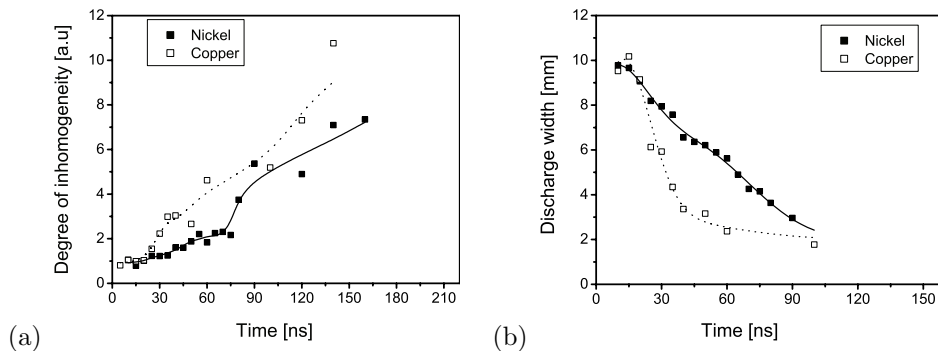 (a)
Degree of inhomogeneity [a.u]
12
10
8
6
4
2
0
0 30 60 90 120 150 180 210
Time [ns]
Nickel
Copper
(b)
Discharge width [mm]
12
10
8
6
4
2
0
0 30 60 90 120 150
Time [ns]
Nickel
Copper